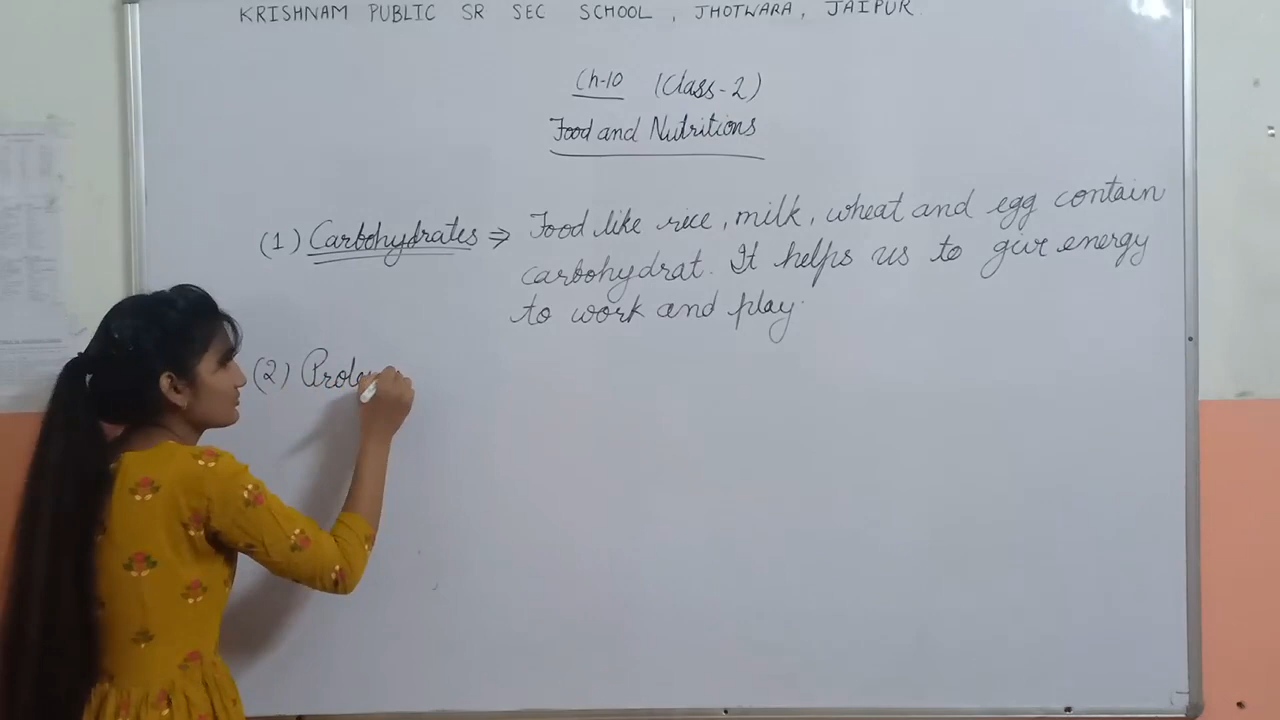 KRISHNAM PUBLIC SR SEC SCHOOL, JHOTWARA, JAIPUR.
Ch-10 (Class-2)
Food and Nutritions
(1) Carbohydrates ⇒ Food like rice, milk, wheat and egg contain
carbohydrat. It helps us to give energy
to work and play.
(2)